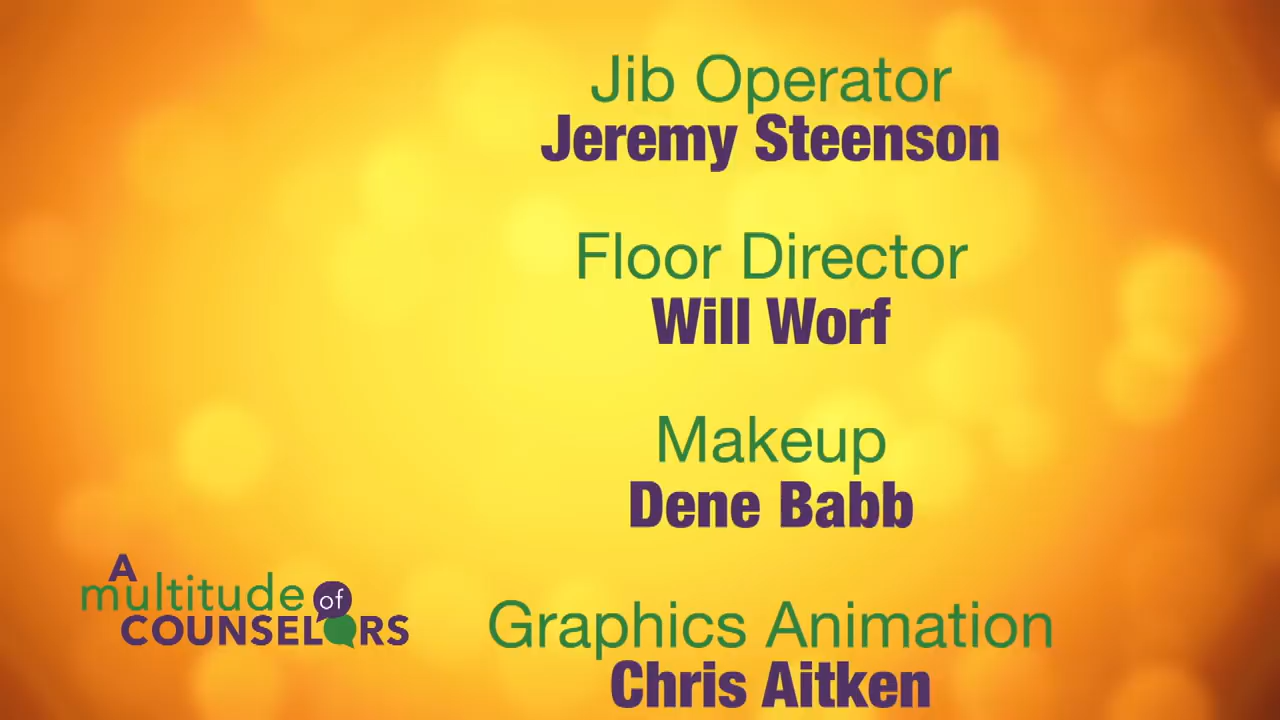 Jib Operator
Jeremy Steenson
Floor Director
Will Worf
Makeup
Dene Babb
Graphics Animation
Chris Aitken
A
multitude of
COUNSELORS